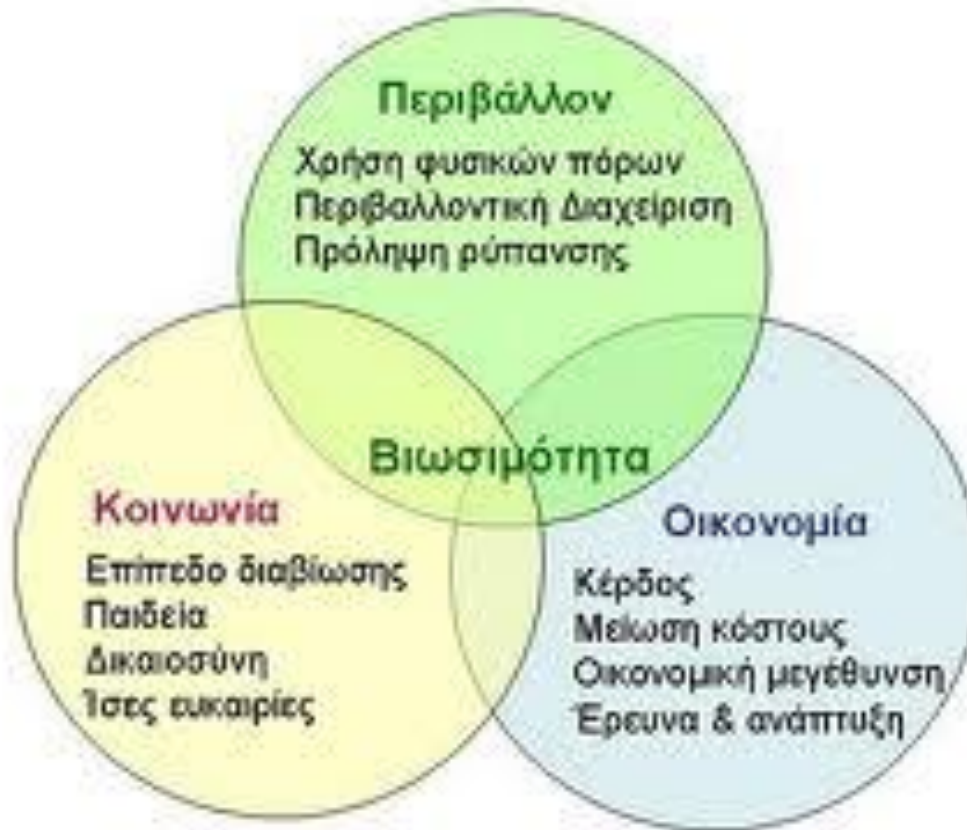 Περιβάλλον
Χρήση φυσικών πόρων
Περιβαλλοντική Διαχείριση
Πρόληψη ρύπανσης
Βιωσιμότητα
Κοινωνία
Επίπεδο διαβίωσης
Παιδεία
Δικαιοσύνη
Ίσες ευκαιρίες
Οικονομία
Κέρδος
Μείωση κόστους
Οικονομική μεγέθυνση
Έρευνα & ανάπτυξη